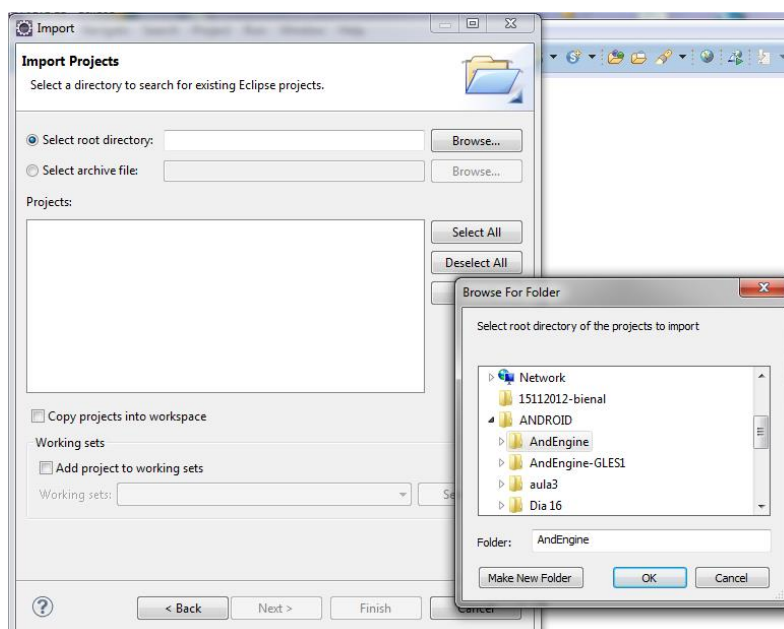 Import
Import Projects
Select a directory to search for existing Eclipse projects.
Select root directory:
Browse...
Select archive file:
Browse...
Projects:
Select All
Deselect All
Copy projects into workspace
Working sets
Add project to working sets
Working sets:
< Back
Next >
Finish
Cancel
Browse For Folder
Select root directory of the projects to import
Network
15112012-bienal
ANDROID
AndEngine
AndEngine-GLES1
aula3
Dia 16
Folder: AndEngine
Make New Folder
OK
Cancel